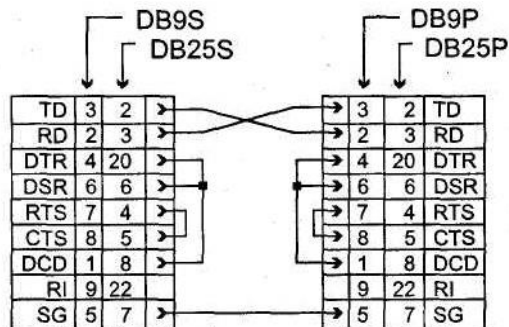 DB9S DB9P
DB25S DB25P
TD 3 2 3 2 TD
RD 2 3 2 3 RD
DTR 4 20 4 20 DTR
DSR 6 6 6 6 DSR
RTS 7 4 7 4 RTS
CTS 8 5 8 5 CTS
DCD 1 8 1 8 DCD
RI 9 22 9 22 RI
SG 5 7 5 7 SG